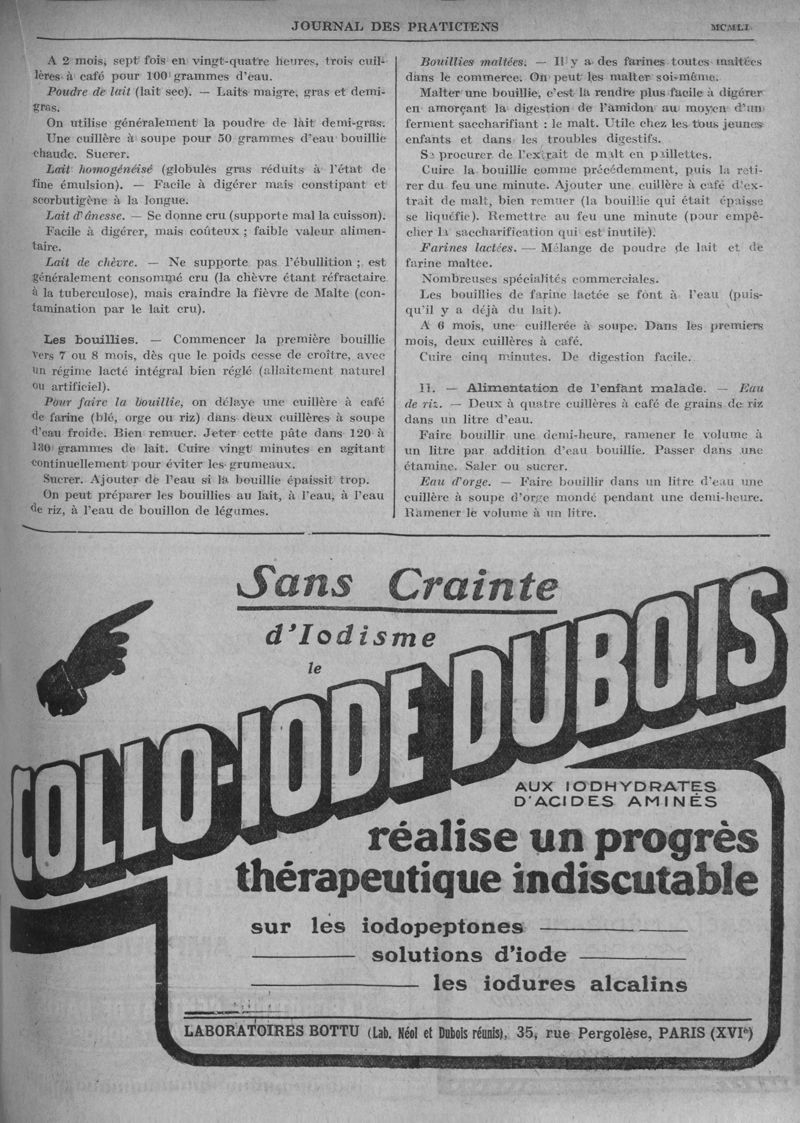 JOURNAL DES PRATICIENS
MCMLI
A 2 mois, sept fois en vingt-quatre heures, trois cuil-
lères à café pour 100 grammes d'eau.
Poudre de lait (lait sec). — Laits maigre, gras et demi-
gras.
On utilise généralement la poudre de lait demi-gras.
Une cuillère à soupe pour 50 grammes d'eau bouillie
chaude. Sucrer.
Lait homogénéisé (globules gras réduits à l'état de
fine émulsion). — Facile à digérer mais constipant et
scorbutigène à la longue.
Lait d'ânesse. — Se donne cru (supporte mal la cuisson).
Facile à digérer, mais coûteux ; faible valeur alimen-
taire.
Lait de chèvre. — Ne supporte pas l'ébullition ; est
généralement consommé cru (la chèvre étant réfractaire
à la tuberculose), mais craindre la fièvre de Malte (con-
tamination par le lait cru).
Les bouillies. — Commencer la première bouillie
vers 7 ou 8 mois, dès que le poids cesse de croître, avec
un régime lacté intégral bien réglé (allaitement naturel
ou artificiel).
Pour faire la bouillie, on délaye une cuillère à café
de farine (blé, orge ou riz) dans deux cuillères à soupe
d'eau froide. Bien remuer. Jeter cette pâte dans 120 à
130 grammes de lait. Cuire vingt minutes en agitant
continuellement pour éviter les grumeaux.
Sucrer. Ajouter de l'eau si la bouillie épaissit trop.
On peut préparer les bouillies au lait, à l'eau, à l'eau
de riz, à l'eau de bouillon de légumes.
Bouillies maltées. — Il y a des farines toutes maltées
dans le commerce. On peut les malter soi-même.
Malter une bouillie, c'est la rendre plus facile à digérer
en amorçant la digestion de l'amidon au moyen d'un
ferment saccharifiant : le malt. Utile chez les tous jeunes
enfants et dans les troubles digestifs.
Se procurer de l'extrait de malt en paillettes.
Cuire la bouillie comme précédemment, puis la reti-
rer du feu une minute. Ajouter une cuillère à café d'ex-
trait de malt, bien remuer (la bouillie qui était épaisse
se liquéfie). Remettre au feu une minute (pour empê-
cher la saccharification qui est inutile).
Farines lactées. — Mélange de poudre de lait et de
farine maltée.
Nombreuses spécialités commerciales.
Les bouillies de farine lactée se font à l'eau (puis-
qu'il y a déjà du lait).
A 6 mois, une cuillerée à soupe. Dans les premiers
mois, deux cuillères à café.
Cuire cinq minutes. De digestion facile.
11. — Alimentation de l'enfant malade. — Eau
de riz. — Deux à quatre cuillères à café de grains de riz
dans un litre d'eau.
Faire bouillir une demi-heure, ramener le volume à
un litre par addition d'eau bouillie. Passer dans une
étamine. Saler ou sucrer.
Eau d'orge. — Faire bouillir dans un litre d'eau une
cuillère à soupe d'orge mondé pendant une demi-heure.
Ramener le volume à un litre.
Sans Crainte
d'Iodisme
le
COLLO-IODE DUBOIS
AUX IODHYDRATES
D'ACIDES AMINÉS
réalise un progrès
thérapeutique indiscutable
sur les iodopeptones
solutions d'iode
les iodures alcalins
LABORATOIRES BOTTU (Lab. Néol et Dubois réunis), 35, rue Pergolèse, PARIS (XVIe)